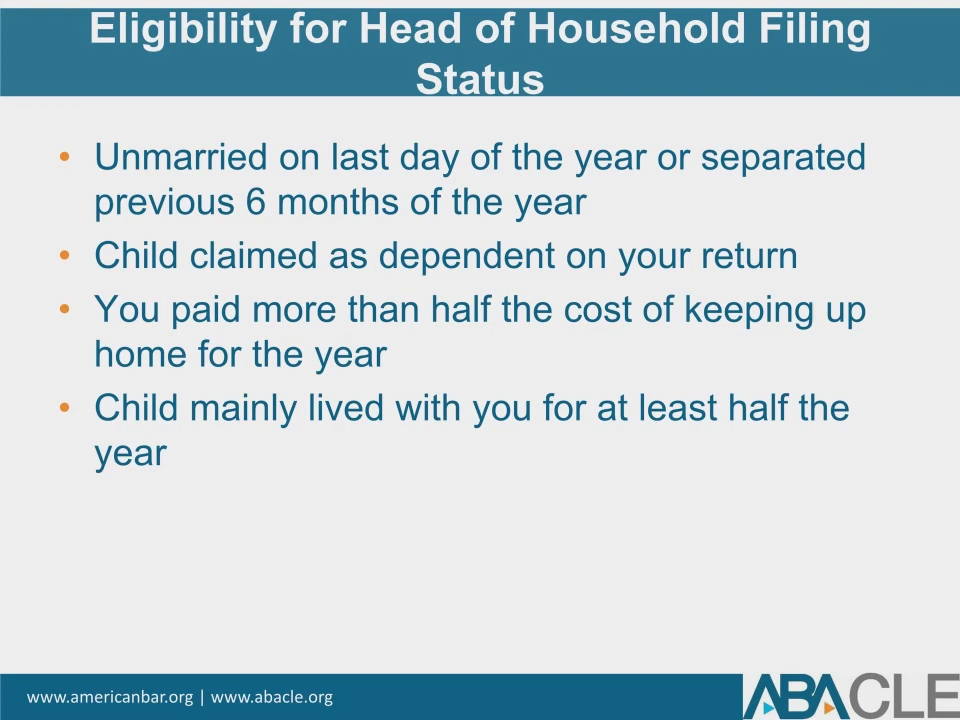 Eligibility for Head of Household Filing
Status
• Unmarried on last day of the year or separated
previous 6 months of the year
• Child claimed as dependent on your return
• You paid more than half the cost of keeping up
home for the year
• Child mainly lived with you for at least half the
year
www.americanbar.org | www.abacle.org
ABACLE